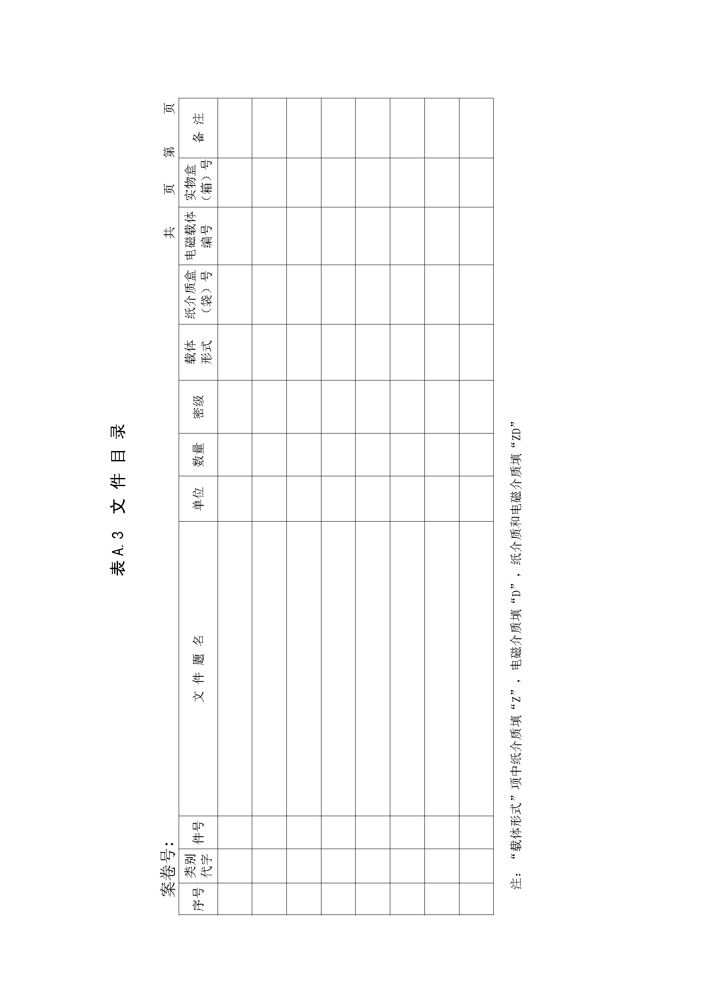 表A.3 文 件 目 录
案卷号： 共 页 第 页
序号
类别
代字
件号
文 件 题 名
单位
数量
密级
载体
形式
纸介质盒
（袋）号
电磁载体
编号
实物盒
（箱）号
备 注
注：“载体形式”项中纸介质填“Z”，电磁介质填“D”，纸介质和电磁介质填“ZD”